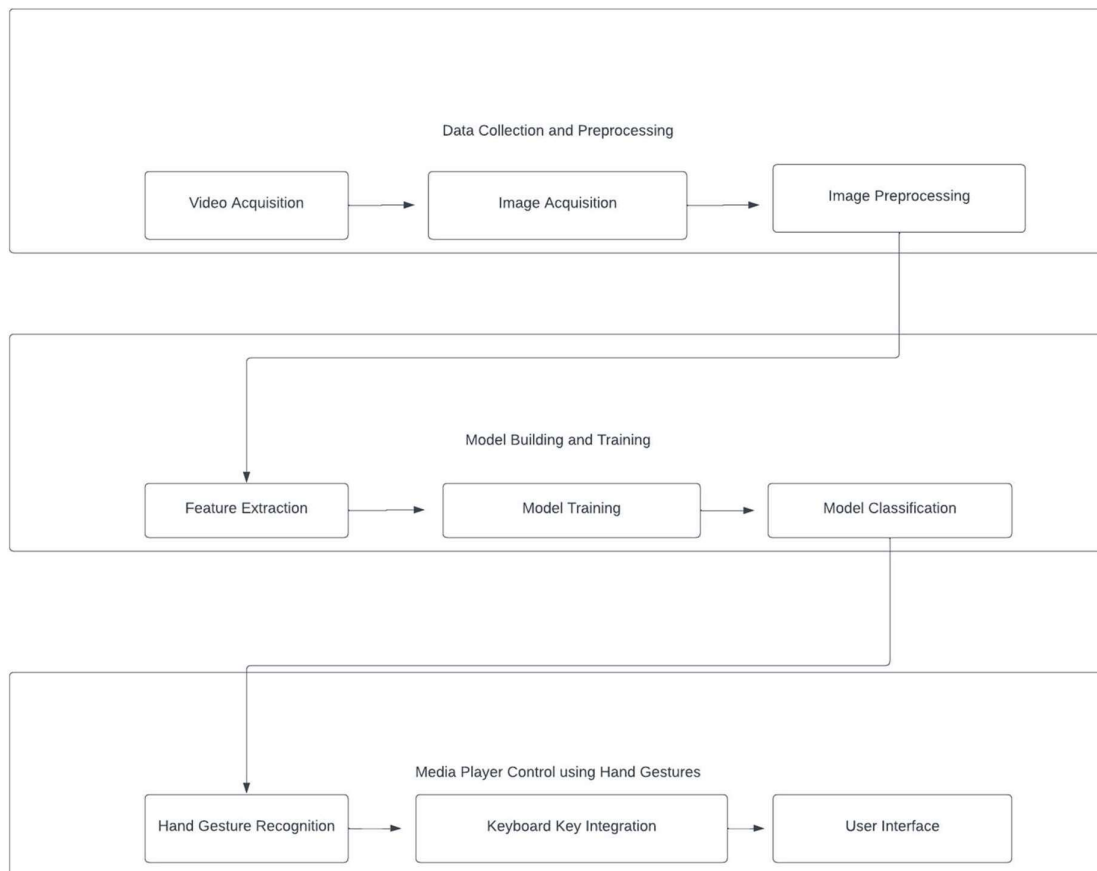 Data Collection and Preprocessing
Video Acquisition
Image Acquisition
Image Preprocessing
Model Building and Training
Feature Extraction
Model Training
Model Classification
Media Player Control using Hand Gestures
Hand Gesture Recognition
Keyboard Key Integration
User Interface